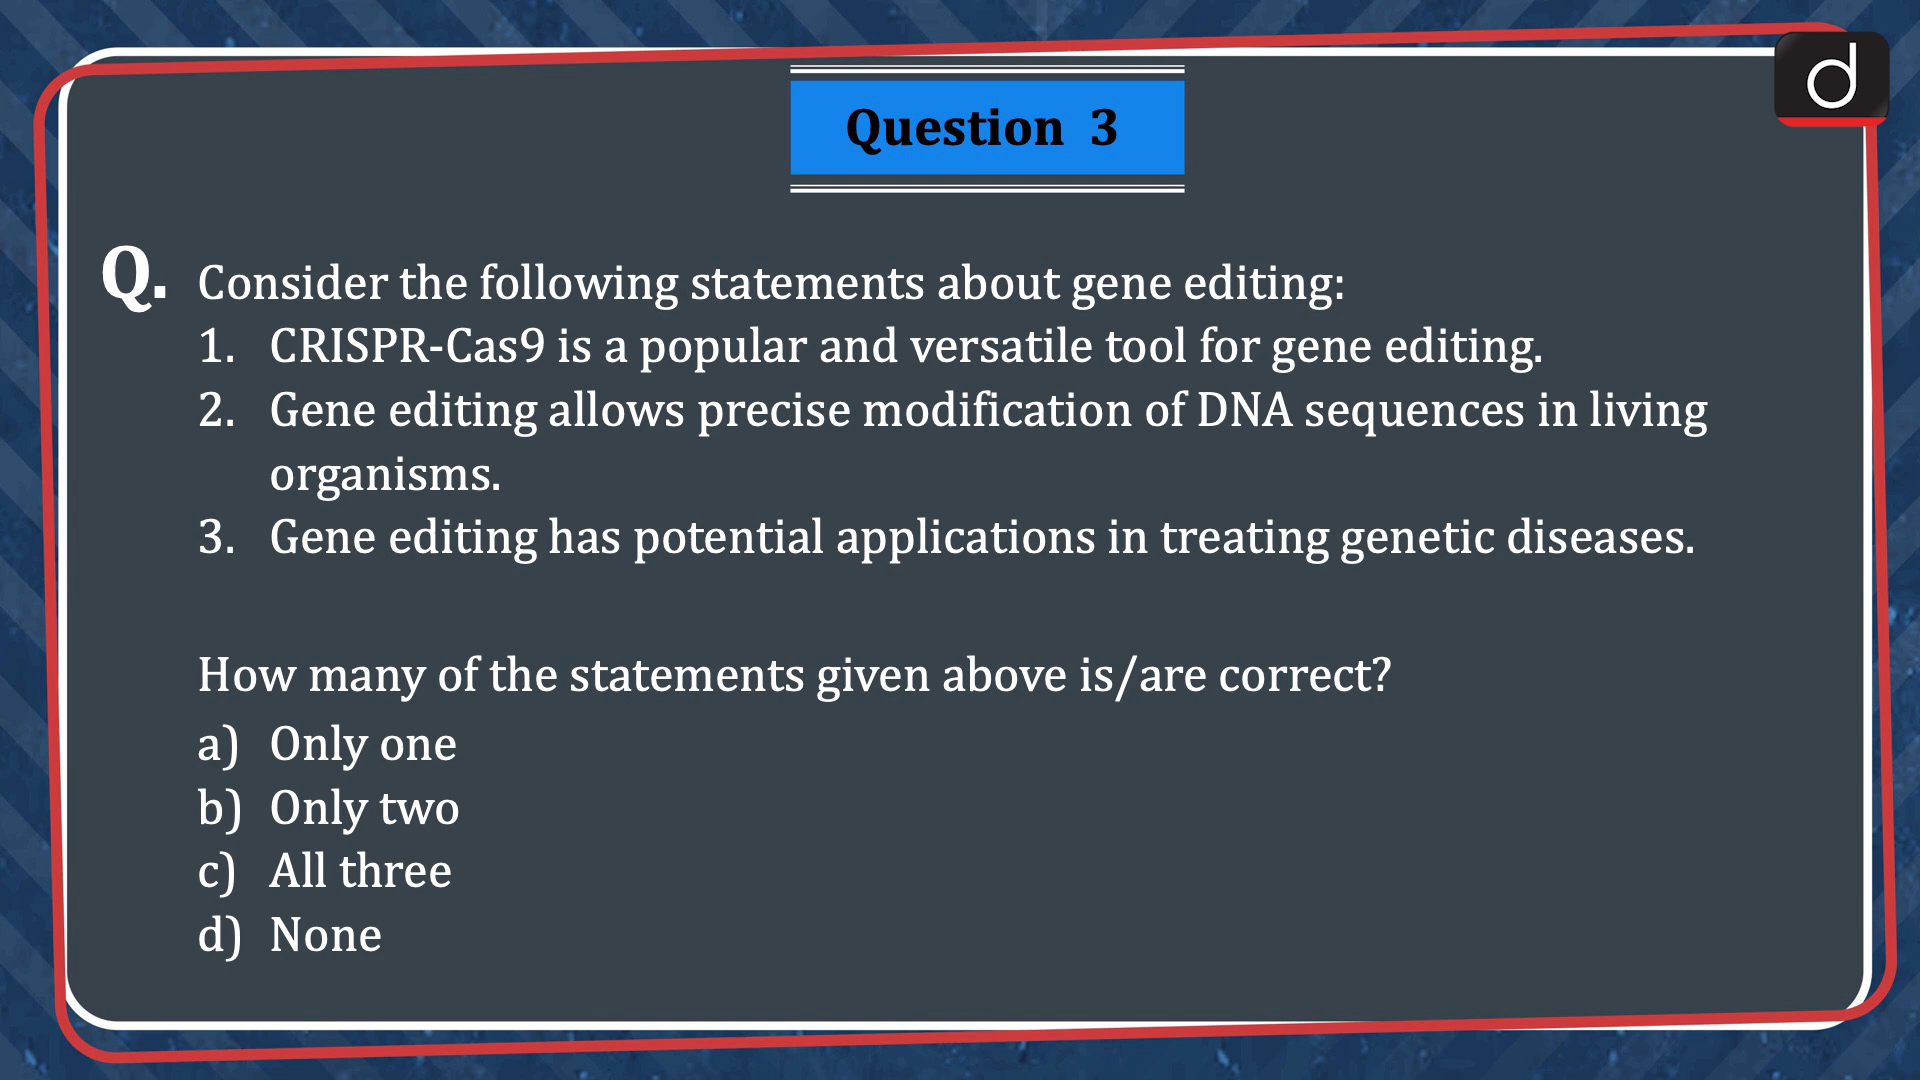 Question 3
Q. Consider the following statements about gene editing:
1. CRISPR-Cas9 is a popular and versatile tool for gene editing.
2. Gene editing allows precise modification of DNA sequences in living
organisms.
3. Gene editing has potential applications in treating genetic diseases.
How many of the statements given above is/are correct?
a) Only one
b) Only two
c) All three
d) None
d